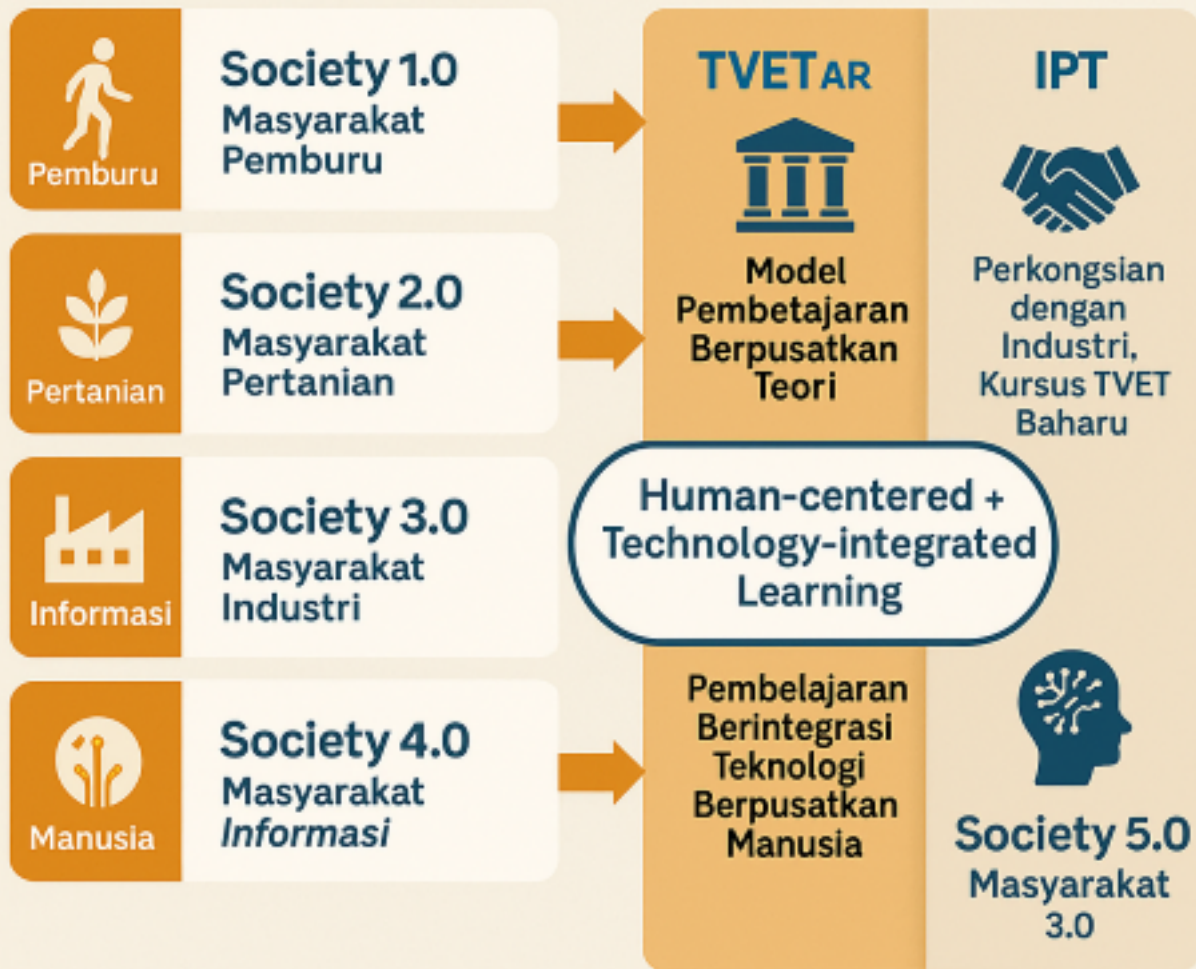 Pemburu
Society 1.0
Masyarakat
Pemburu
Pertanian
Society 2.0
Masyarakat
Pertanian
Informasi
Society 3.0
Masyarakat
Industri
Manusia
Society 4.0
Masyarakat
Informasi
TVETAR
Model
Pembetajaran
Berpusatkan
Teori
IPT
Perkongsian
dengan
Industri,
Kursus TVET
Baharu
Human-centered +
Technology-integrated
Learning
Pembelajaran
Berintegrasi
Teknologi
Berpusatkan
Manusia
Society 5.0
Masyarakat
3.0